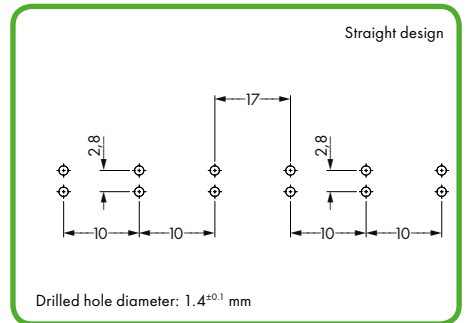 Straight design
17
2,8 2,8
10 10 10 10
Drilled hole diameter: 1.4±0.1 mm